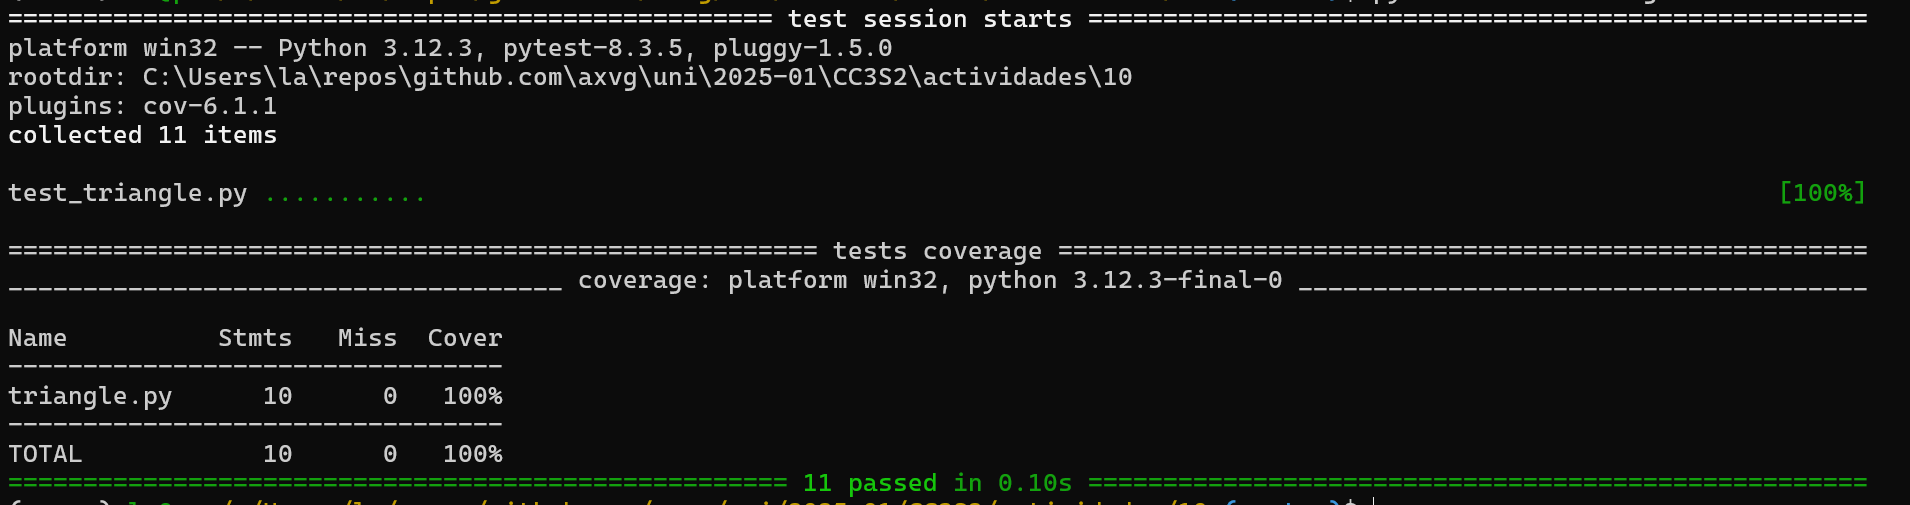 ==================================================== test session starts ====================================================
platform win32 -- Python 3.12.3, pytest-8.3.5, pluggy-1.5.0
rootdir: C:\Users\la\repos\github.com\axvg\uni\2025-01\CC3S2\actividades\10
plugins: cov-6.1.1
collected 11 items
test_triangle.py ........... [100%]
====================================================== tests coverage ======================================================
_____________________________________ coverage: platform win32, python 3.12.3-final-0 ______________________________________
Name Stmts Miss Cover
---------------------------------
triangle.py 10 0 100%
---------------------------------
TOTAL 10 0 100%
==================================================== 11 passed in 0.10s ====================================================